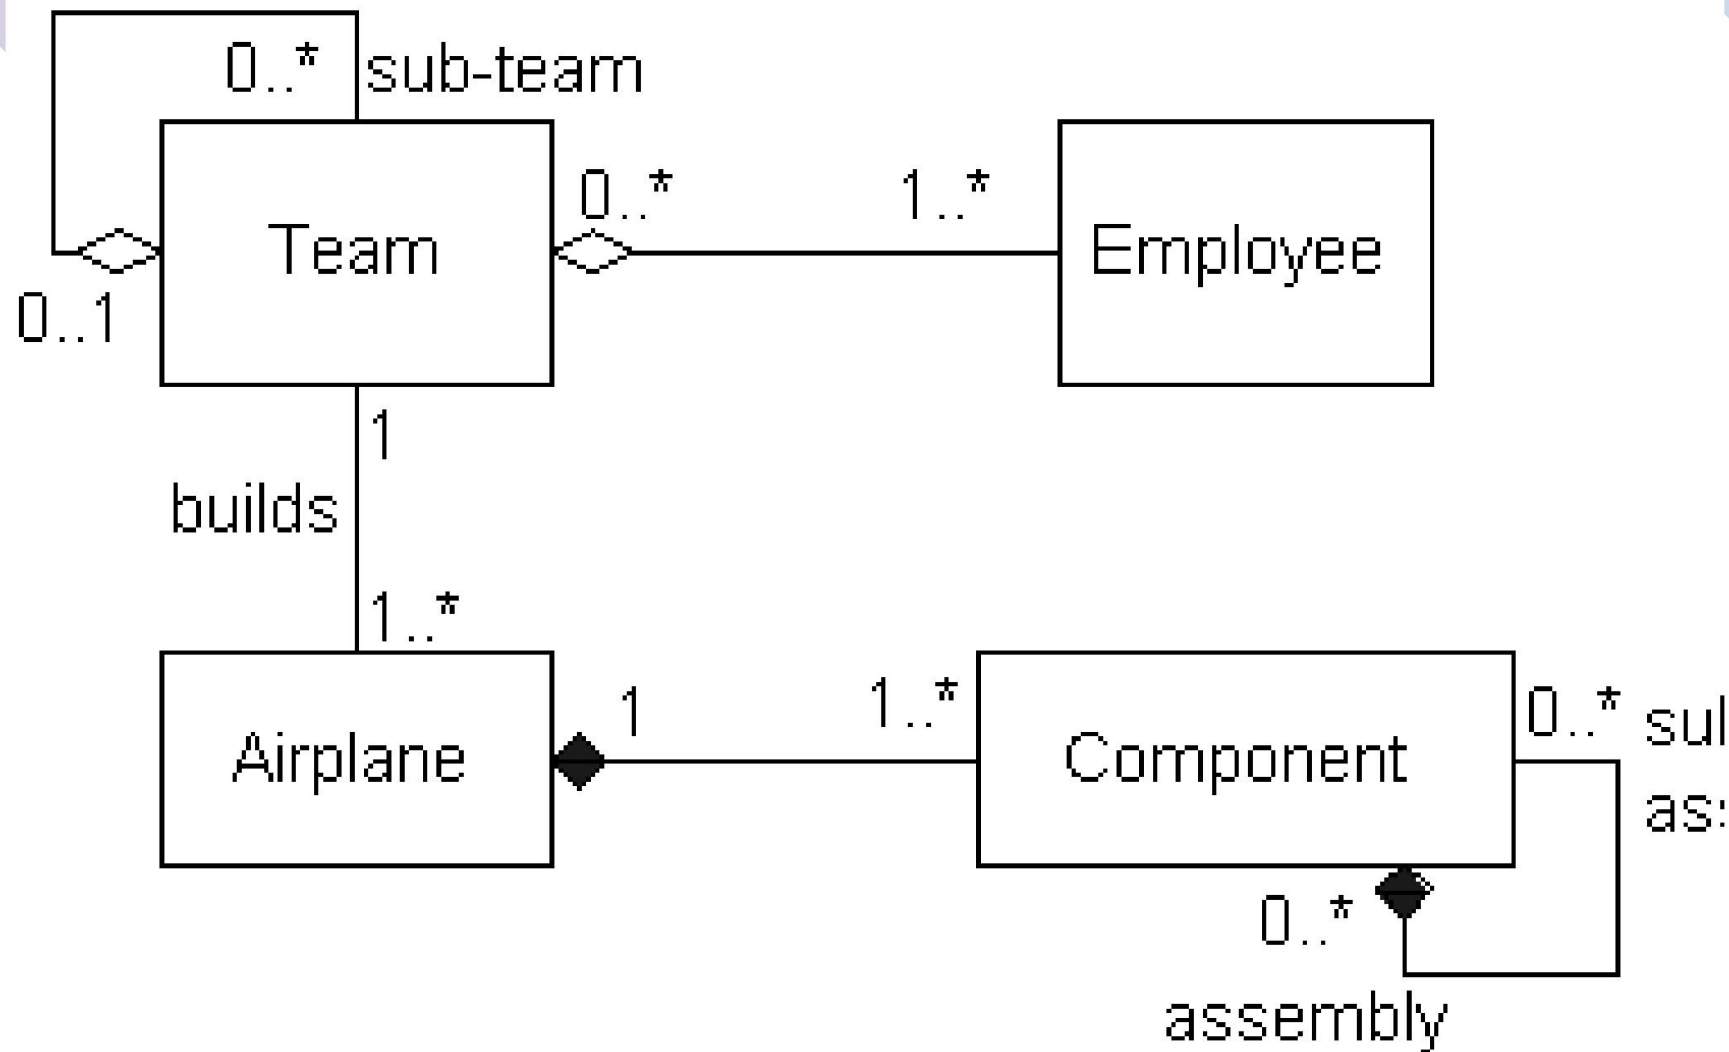 0..* sub-team
0..* 1..*
Team Employee
0..1
1
builds
1..*
1 1..* 0..*
Airplane Component
0..*
assembly